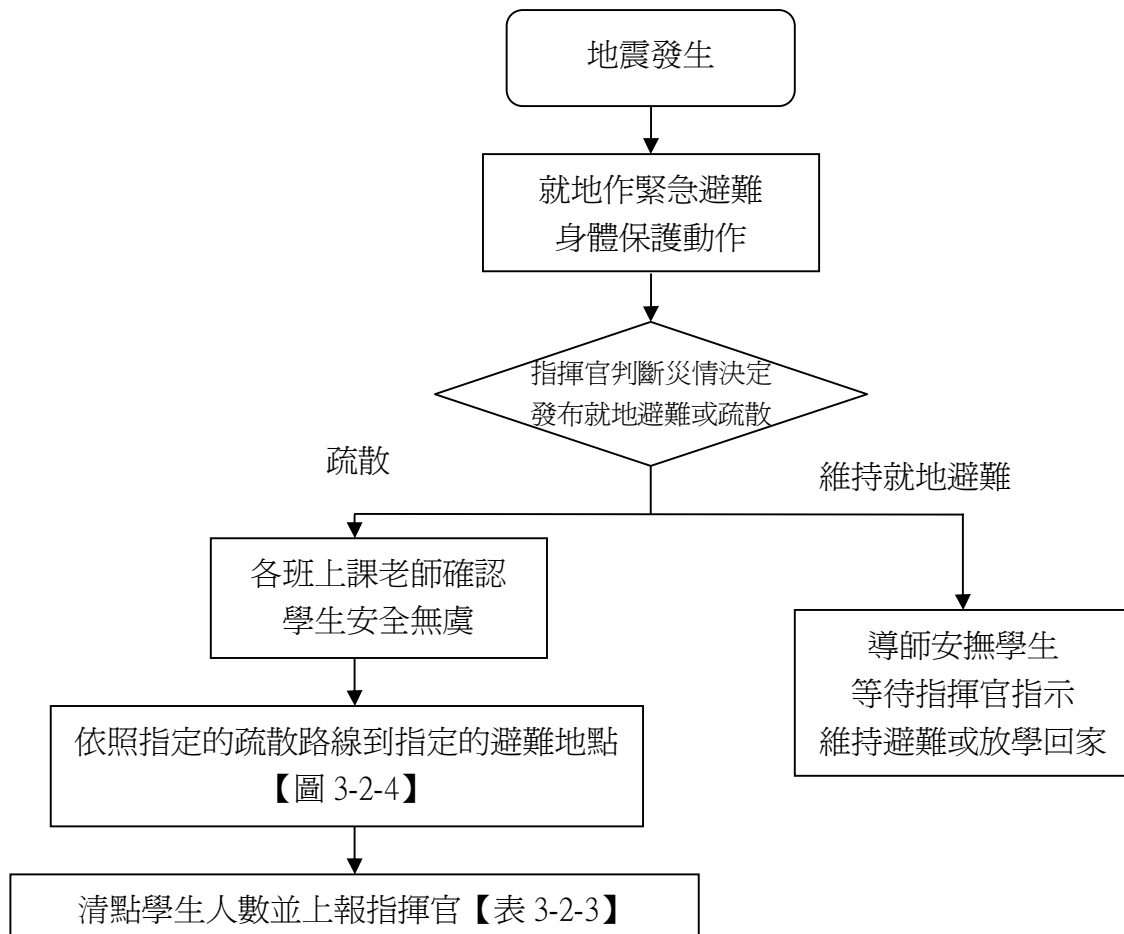 地震發生
就地作緊急避難
身體保護動作
指揮官判斷災情決定
發布就地避難或疏散
疏散
維持就地避難
各班上課老師確認
學生安全無虞
導師安撫學生
等待指揮官指示
維持避難或放學回家
依照指定的疏散路線到指定的避難地點
【圖 3-2-4】
清點學生人數並上報指揮官【表 3-2-3】